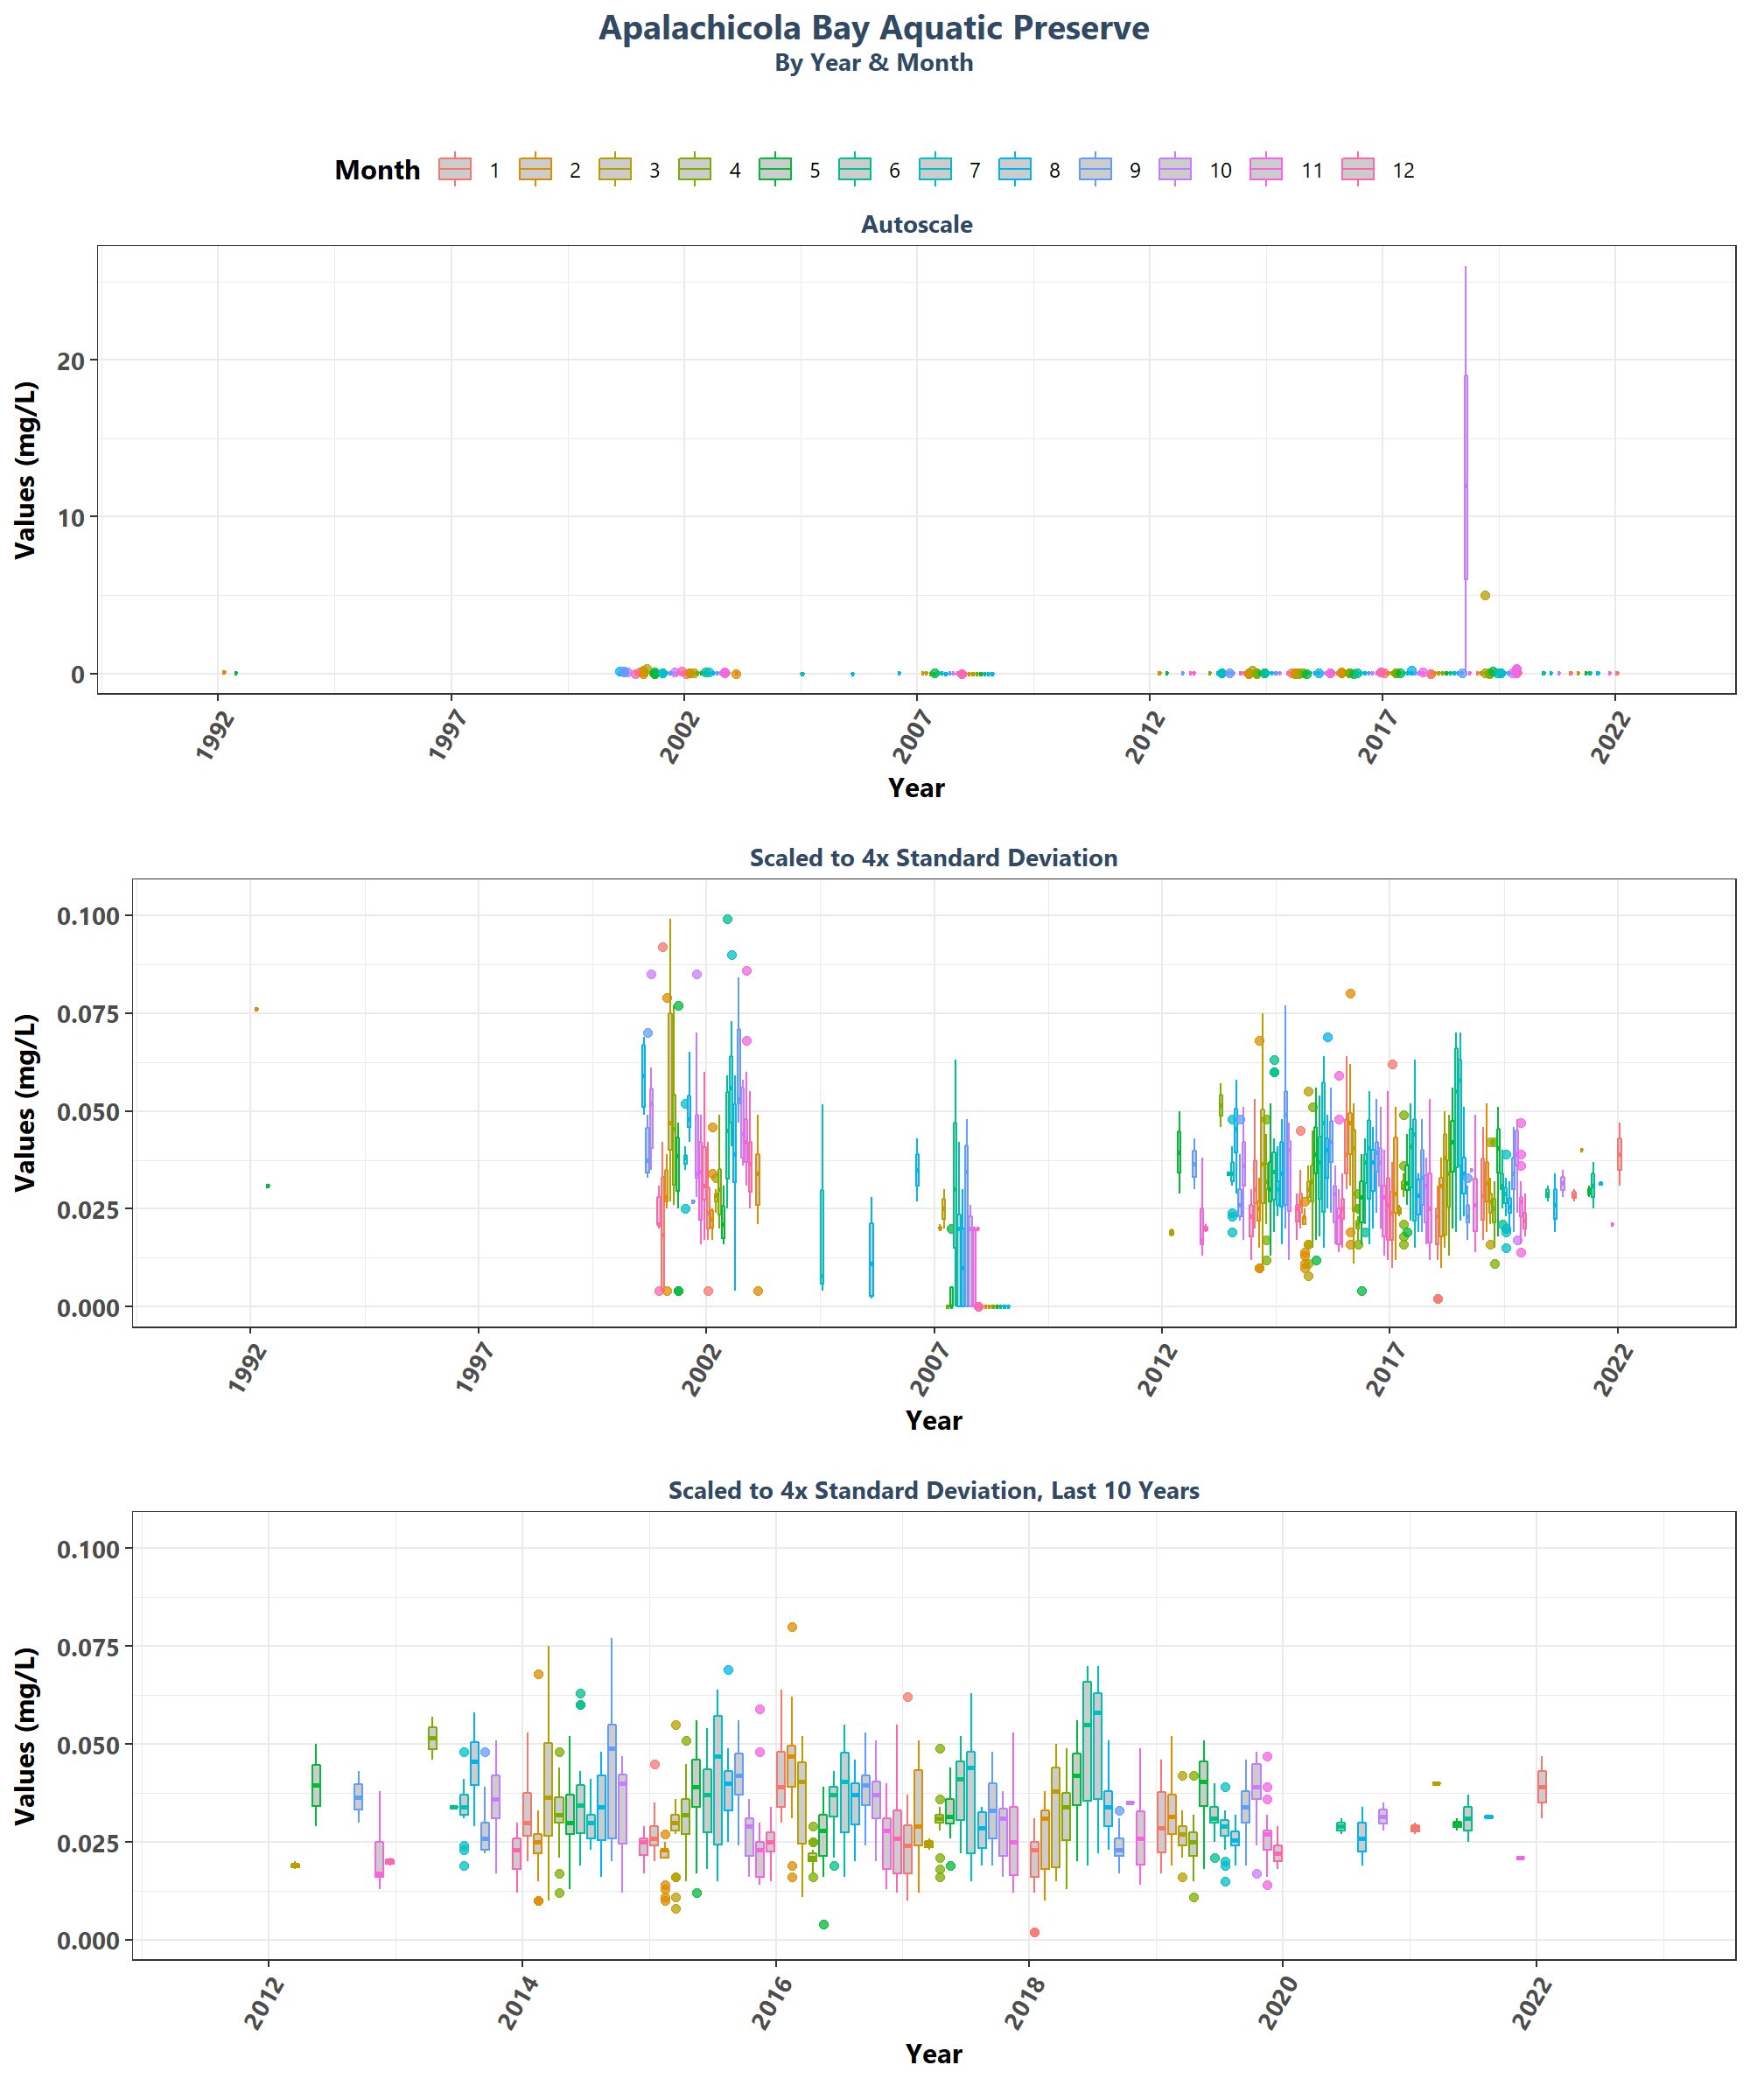 Apalachicola Bay Aquatic Preserve
By Year & Month
Month 1 2 3 4 5 6 7 8 9 10 11 12
Autoscale
Values (mg/L)
20
10
0
1992 1997 2002 2007 2012 2017 2022
Year
Scaled to 4x Standard Deviation
Values (mg/L)
0.100
0.075
0.050
0.025
0.000
1992 1997 2002 2007 2012 2017 2022
Year
Scaled to 4x Standard Deviation, Last 10 Years
Values (mg/L)
0.100
0.075
0.050
0.025
0.000
2012 2014 2016 2018 2020 2022
Year